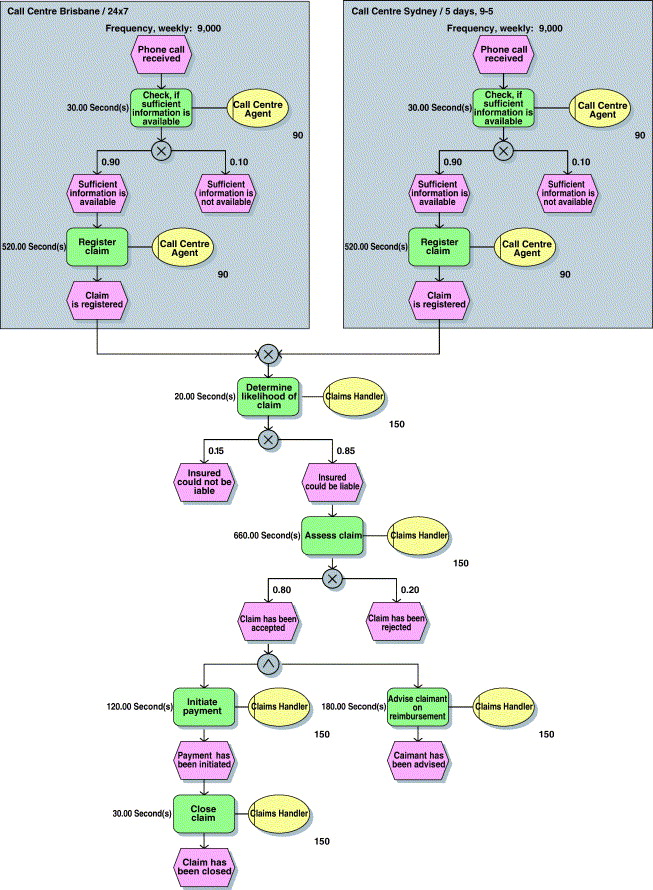 Call Centre Brisbane / 24x7
Frequency, weekly: 9,000
Phone call
received
30.00 Second(s)
Check, if
sufficient
information is
available
Call Centre
Agent
90
0.90
0.10
Sufficient
information is
available
Sufficient
information is
not available
520.00 Second(s)
Register
claim
Call Centre
Agent
90
Claim
is registered
Call Centre Sydney / 5 days, 9-5
Frequency, weekly: 9,000
Phone call
received
30.00 Second(s)
Check, if
sufficient
information is
available
Call Centre
Agent
90
0.90
0.10
Sufficient
information is
available
Sufficient
information is
not available
520.00 Second(s)
Register
claim
Call Centre
Agent
90
Claim
is registered
20.00 Second(s)
Determine
likelihood of
claim
Claims Handler
150
0.15
0.85
Insured
could not be
iable
Insured
could be liable
660.00 Second(s)
Assess claim
Claims Handler
150
0.80
0.20
Claim has been
accepted
Claim has been
rejected
120.00 Second(s)
Initiate
payment
Claims Handler
150
180.00 Second(s)
Advise claimant
on
reimbursement
Claims Handler
150
Payment has
been initiated
Caimant has
been advised
30.00 Second(s)
Close
claim
Claims Handler
150
Claim has
been closed